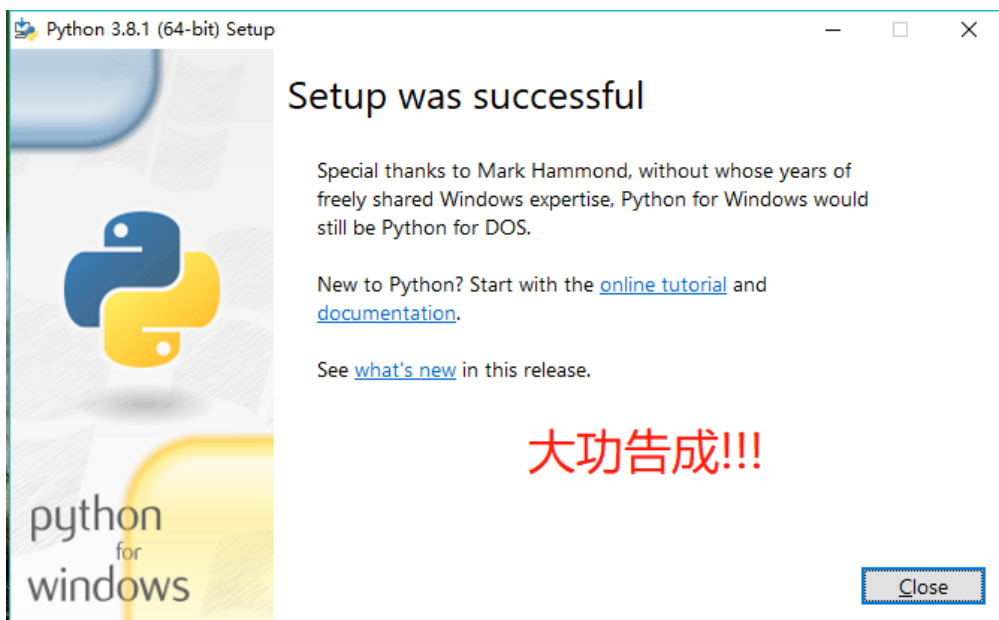 Python 3.8.1 (64-bit) Setup
Setup was successful
Special thanks to Mark Hammond, without whose years of
freely shared Windows expertise, Python for Windows would
still be Python for DOS.
New to Python? Start with the online tutorial and
documentation.
See what's new in this release.
大功告成!!!
python
for
windows
Close